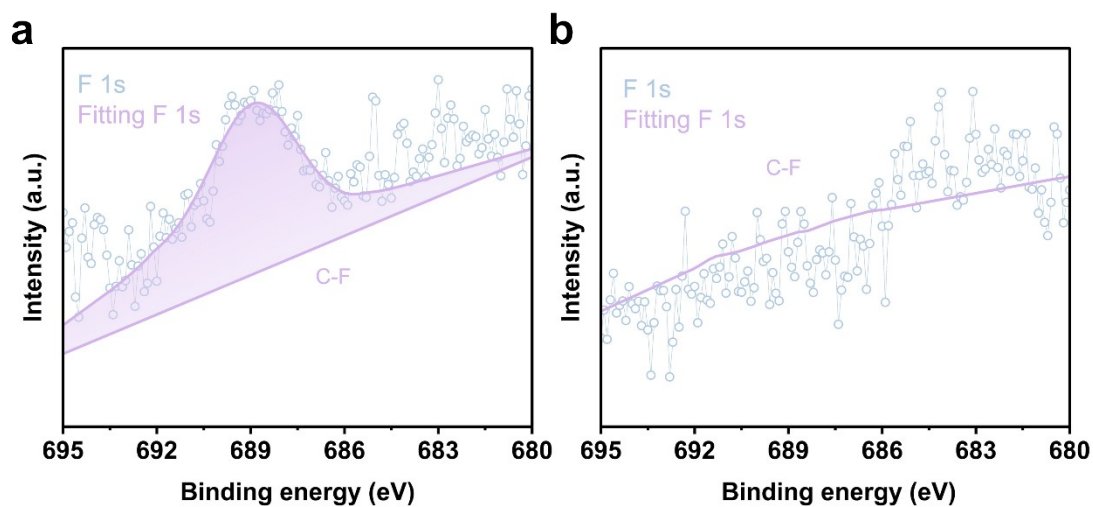 a
F 1s
Fitting F 1s
C-F
Intensity (a.u.)
695 692 689 686 683 680
Binding energy (eV)
b
F 1s
Fitting F 1s
C-F
Intensity (a.u.)
695 692 689 686 683 680
Binding energy (eV)